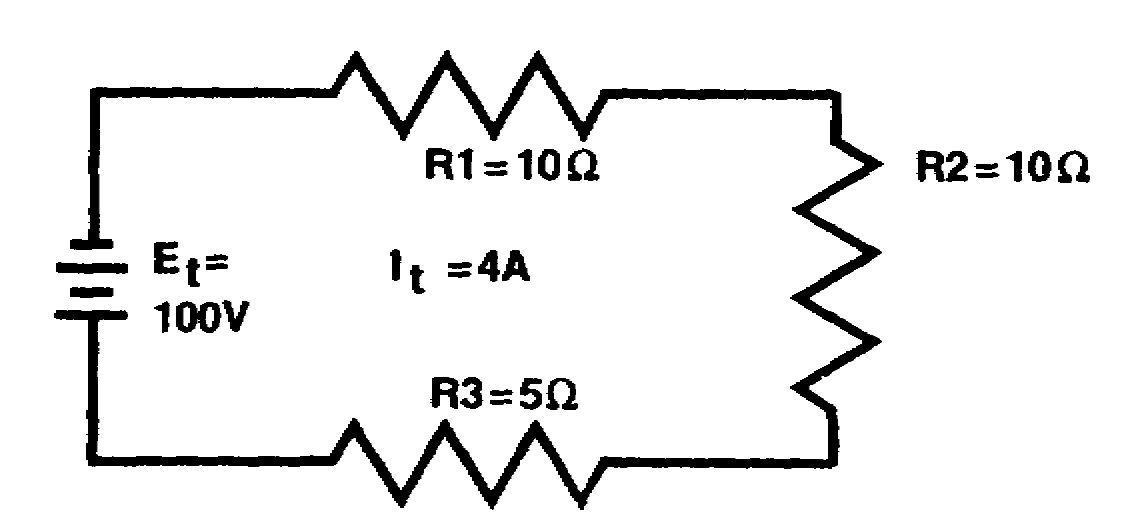 R1=10Ω
R2=10Ω
Et=
100V
It =4A
R3=5Ω